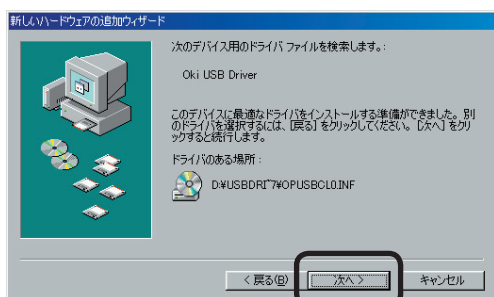 新しいハードウェアの追加ウィザード
次のデバイス用のドライバ ファイルを検索します。:
Oki USB Driver
このデバイスに最適なドライバをインストールする準備ができました。別
のドライバを選択するには、[戻る] をクリックしてください。[次へ] をクリ
ックすると続行します。
ドライバのある場所:
D:¥USBDRI~7¥OPUSBCL0.INF
< 戻る(B)
次へ >
キャンセル